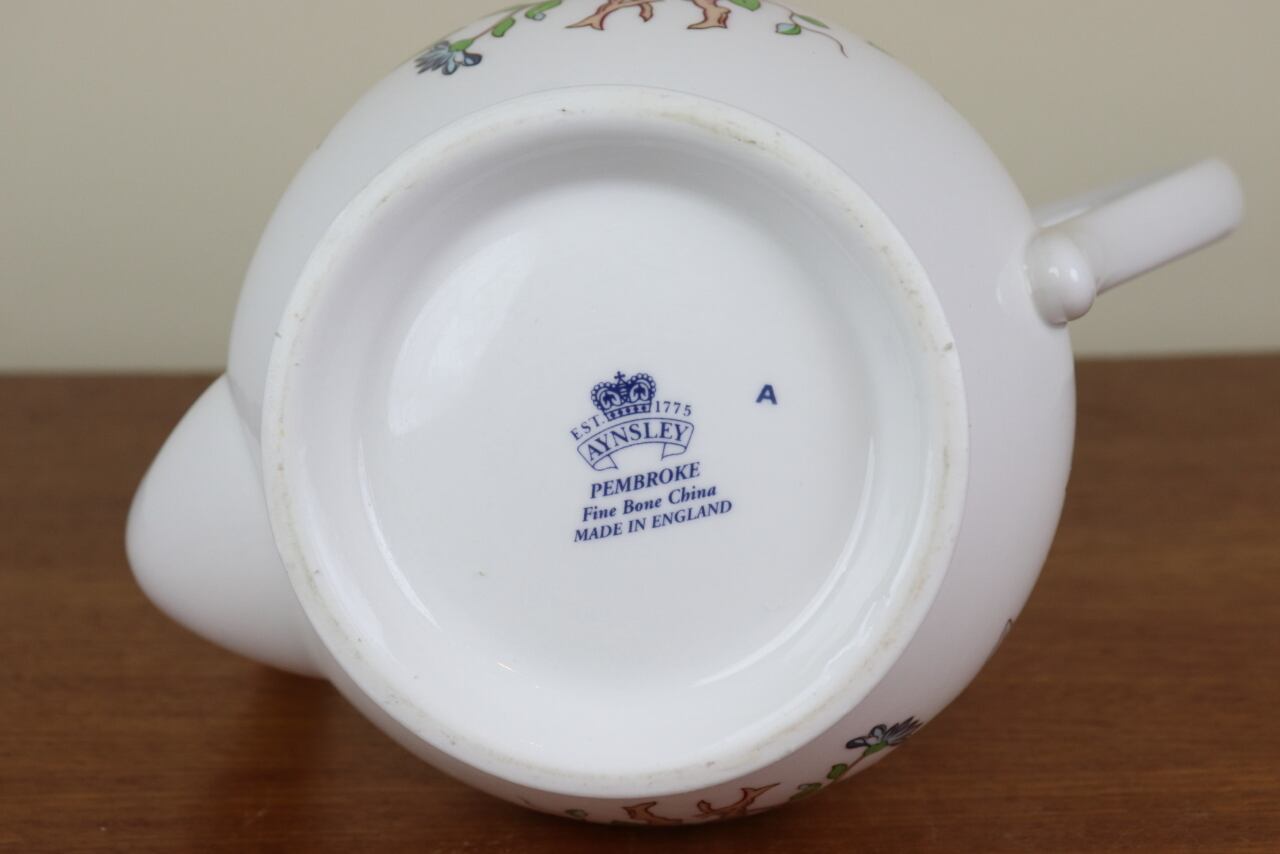 EST. 1775
AYNSLEY
PEMBROKE
Fine Bone China
MADE IN ENGLAND
A